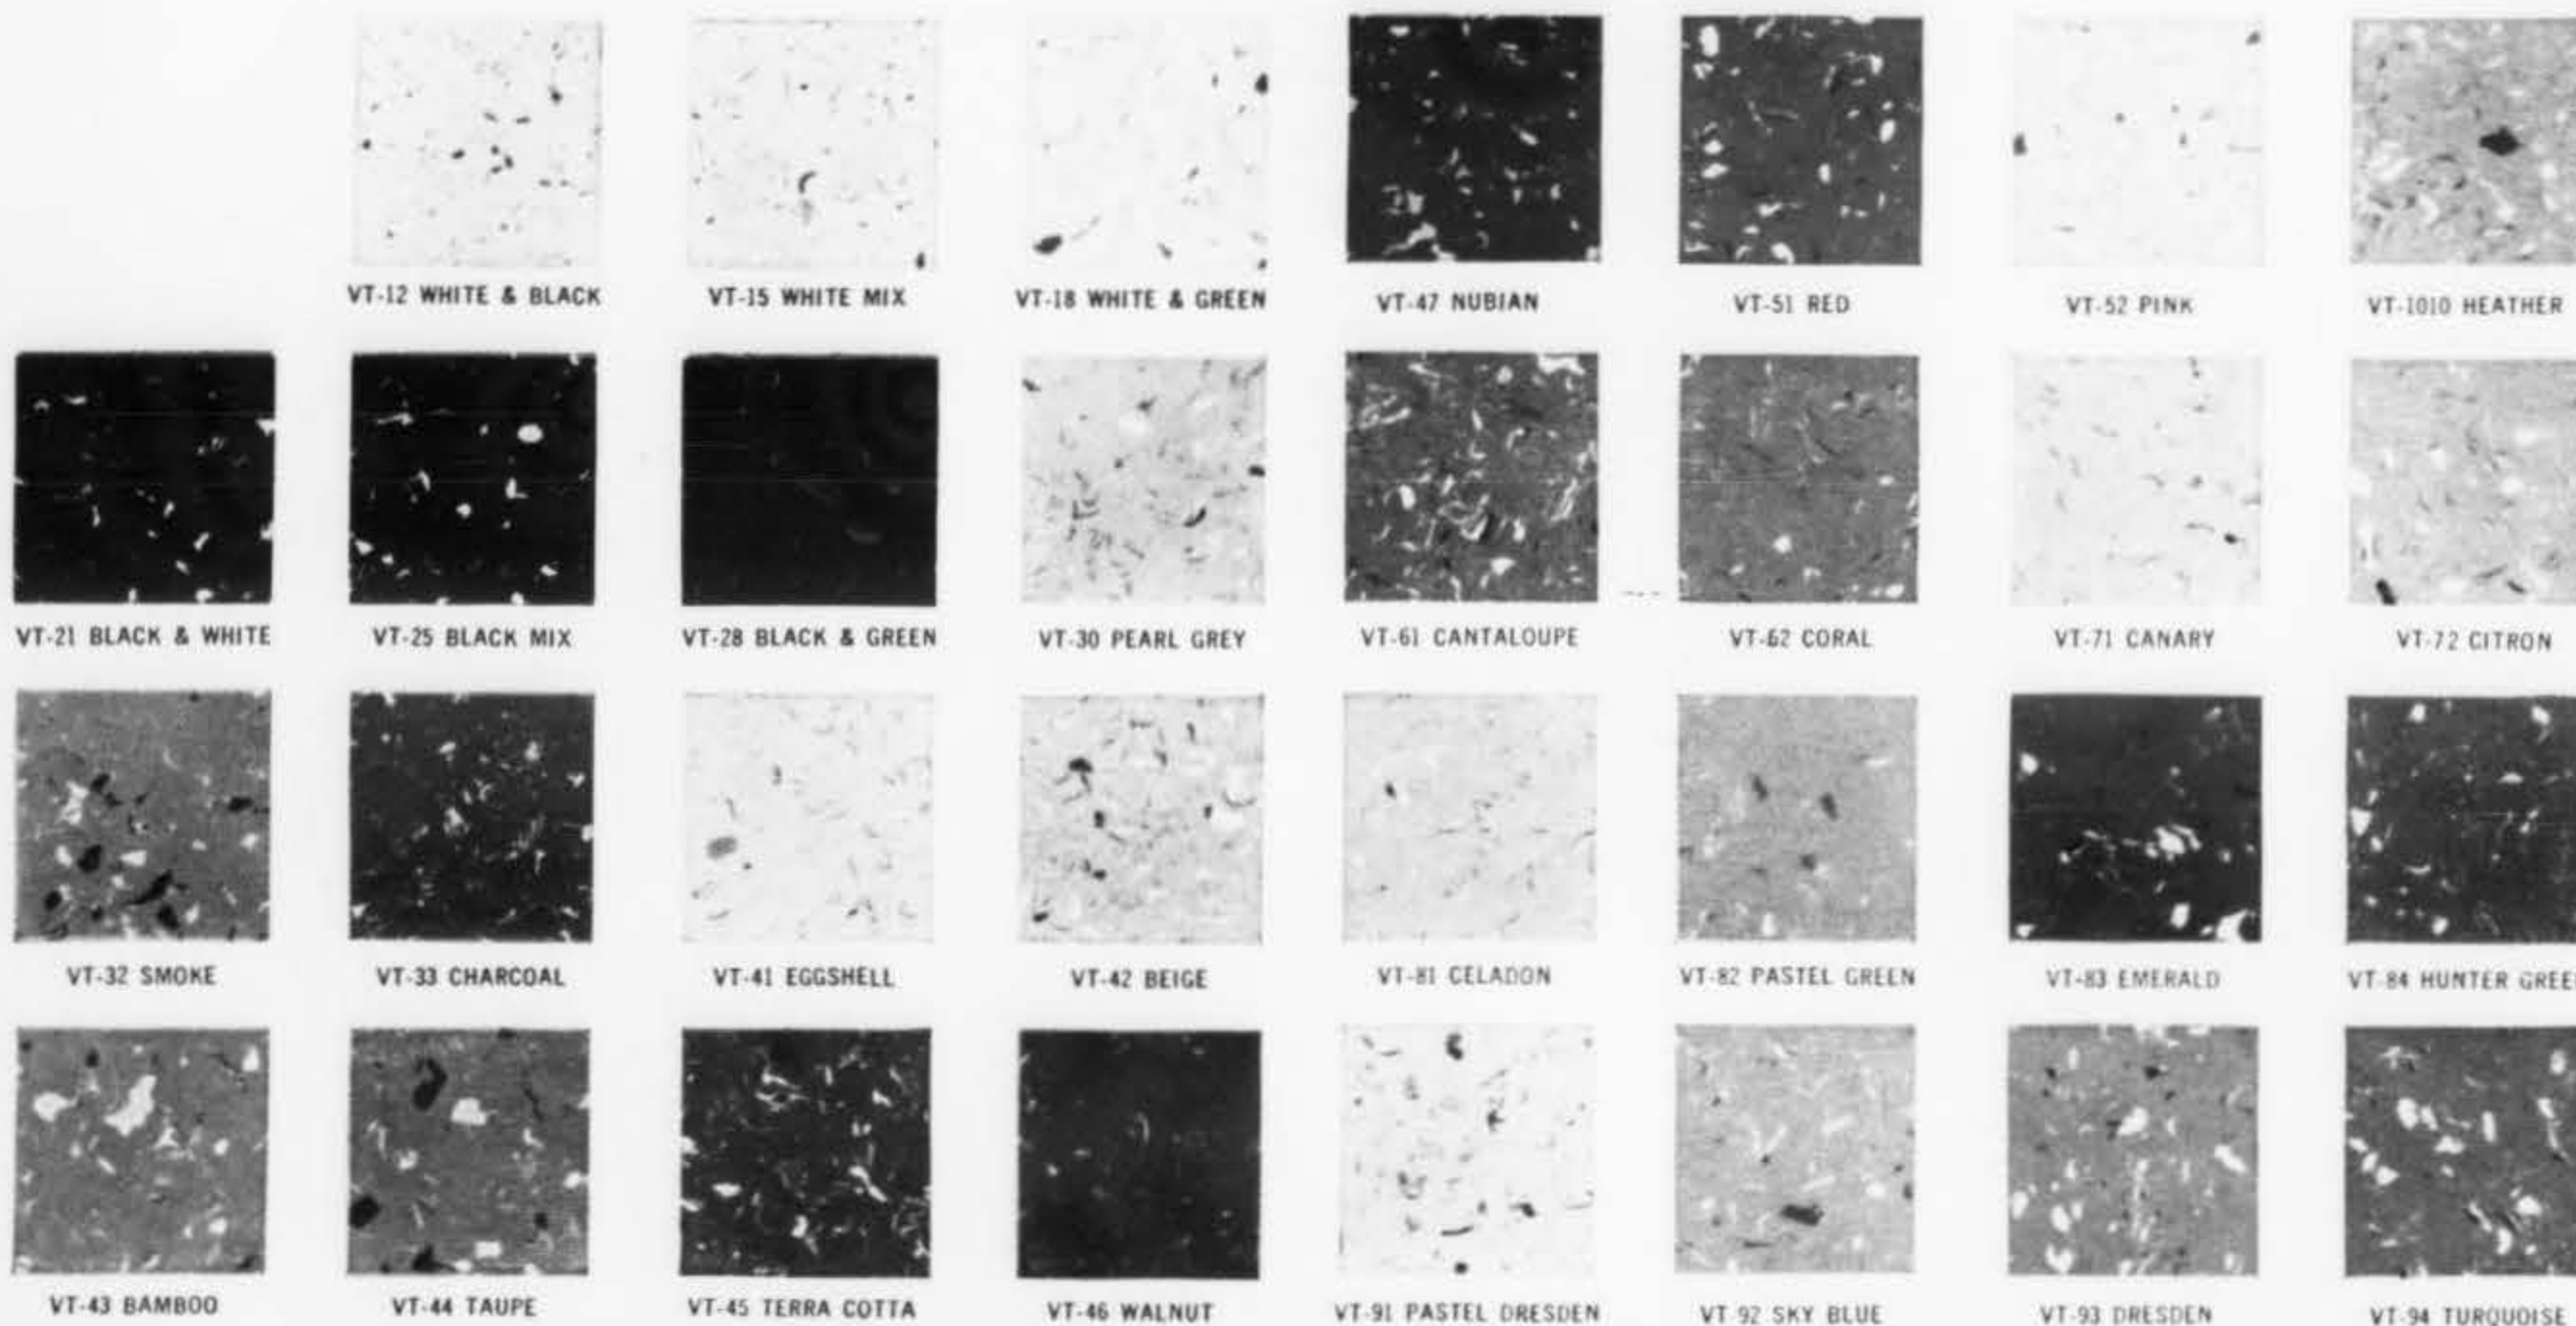 VT-12 WHITE & BLACK
VT-15 WHITE MIX
VT-18 WHITE & GREEN
VT-47 NUBIAN
VT-51 RED
VT-52 PINK
VT-1010 HEATHER
VT-21 BLACK & WHITE
VT-25 BLACK MIX
VT-28 BLACK & GREEN
VT-30 PEARL GREY
VT-61 CANTALOUPE
VT-62 CORAL
VT-71 CANARY
VT-72 CITRON
VT-32 SMOKE
VT-33 CHARCOAL
VT-41 EGGSHELL
VT-42 BEIGE
VT-81 CELADON
VT-82 PASTEL GREEN
VT-83 EMERALD
VT-84 HUNTER GREE
VT-43 BAMBOO
VT-44 TAUPE
VT-45 TERRA COTTA
VT-46 WALNUT
VT-91 PASTEL DRESDEN
VT-92 SKY BLUE
VT-93 DRESDEN
VT-94 TURQUOISE